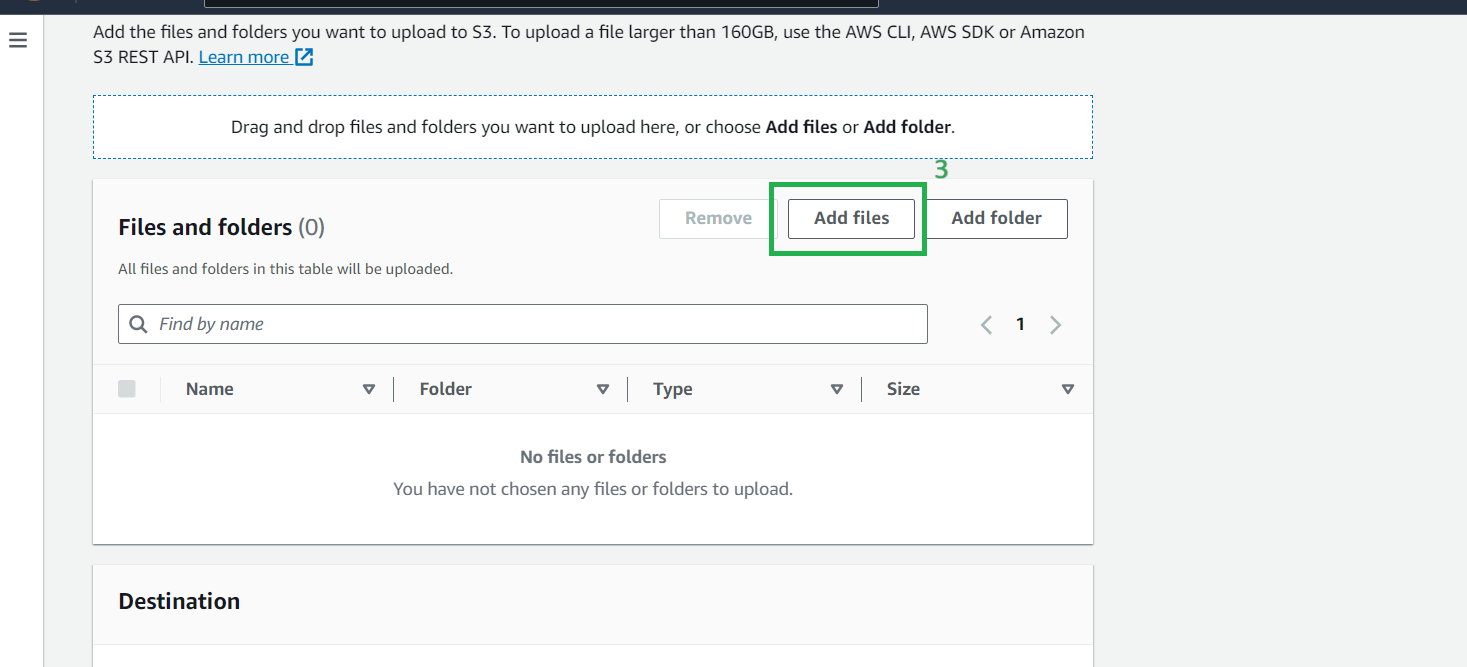 Add the files and folders you want to upload to S3. To upload a file larger than 160GB, use the AWS CLI, AWS SDK or Amazon
S3 REST API. Learn more
Drag and drop files and folders you want to upload here, or choose Add files or Add folder.
3
Files and folders (0)
Remove
Add files
Add folder
All files and folders in this table will be uploaded.
Find by name
1
Name
Folder
Type
Size
No files or folders
You have not chosen any files or folders to upload.
Destination